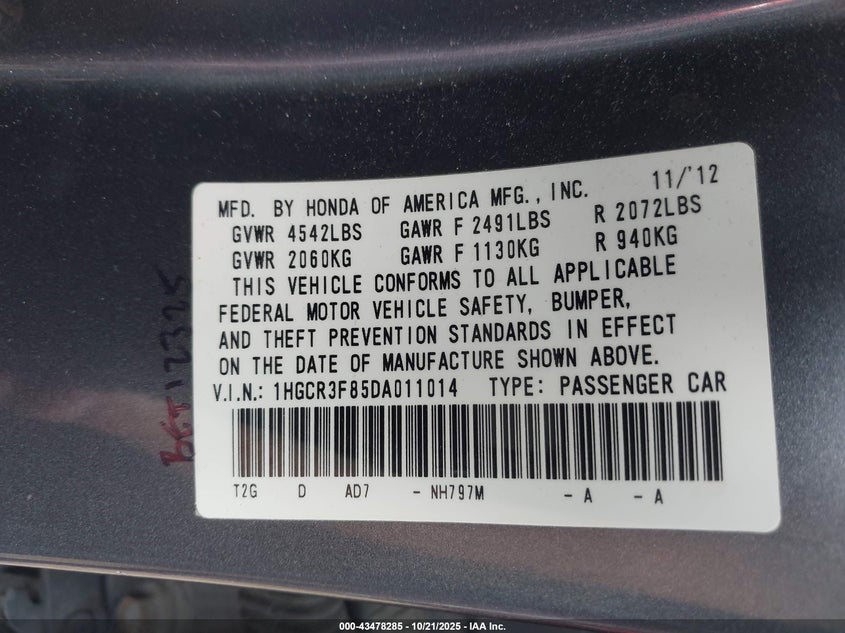 MFD. BY HONDA OF AMERICA MFG., INC. 11/'12
GVWR 4542LBS GAWR F 2491LBS R 2072LBS
GVWR 2060KG GAWR F 1130KG R 940KG
THIS VEHICLE CONFORMS TO ALL APPLICABLE
FEDERAL MOTOR VEHICLE SAFETY, BUMPER,
AND THEFT PREVENTION STANDARDS IN EFFECT
ON THE DATE OF MANUFACTURE SHOWN ABOVE.
V.I.N.: 1HGCR3F85DA011014 TYPE: PASSENGER CAR
T2G D AD7 - NH797M - A - A
000-43478285 - 10/21/2025 - IAA Inc.